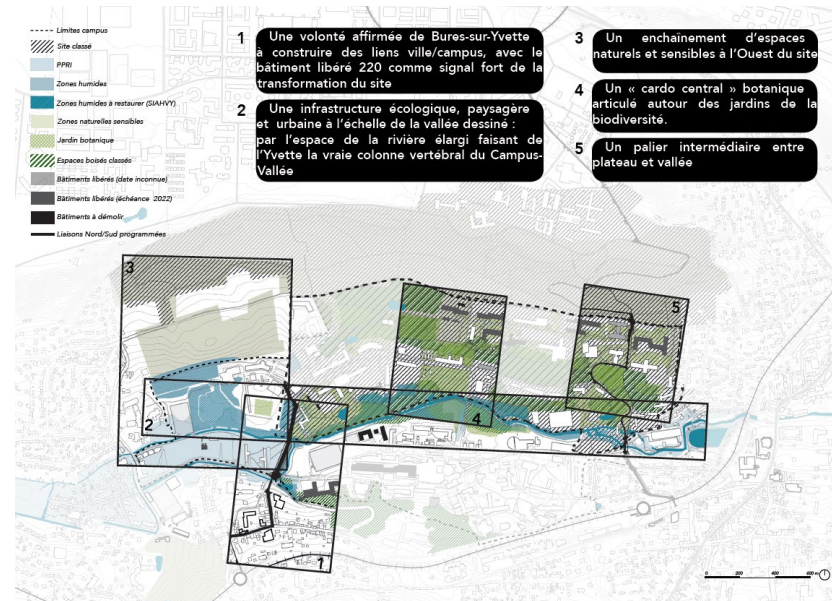 Limites campus
Site classé
PPRI
Zones humides
Zones humides à restaurer (SIAHVY)
Zones naturelles sensibles
Jardin botanique
Espaces boisés classés
Bâtiments libérés (date inconnue)
Bâtiments libérés (échéance 2022)
Bâtiments à démolir
Liaisons Nord/Sud programmées
1
Une volonté affirmée de Bures-sur-Yvette
à construire des liens ville/campus, avec le
bâtiment libéré 220 comme signal fort de la
transformation du site
2
Une infrastructure écologique, paysagère
et urbaine à l'échelle de la vallée dessiné :
par l'espace de la rivière élargi faisant de
l'Yvette la vraie colonne vertébral du Campus-
Vallée
3
Un enchaînement d'espaces
naturels et sensibles à l'Ouest du site
4
Un « cardo central » botanique
articulé autour des jardins de la
biodiversité.
5
Un palier intermédiaire entre
plateau et vallée
3
5
2
4
1
0 200 400 600 m